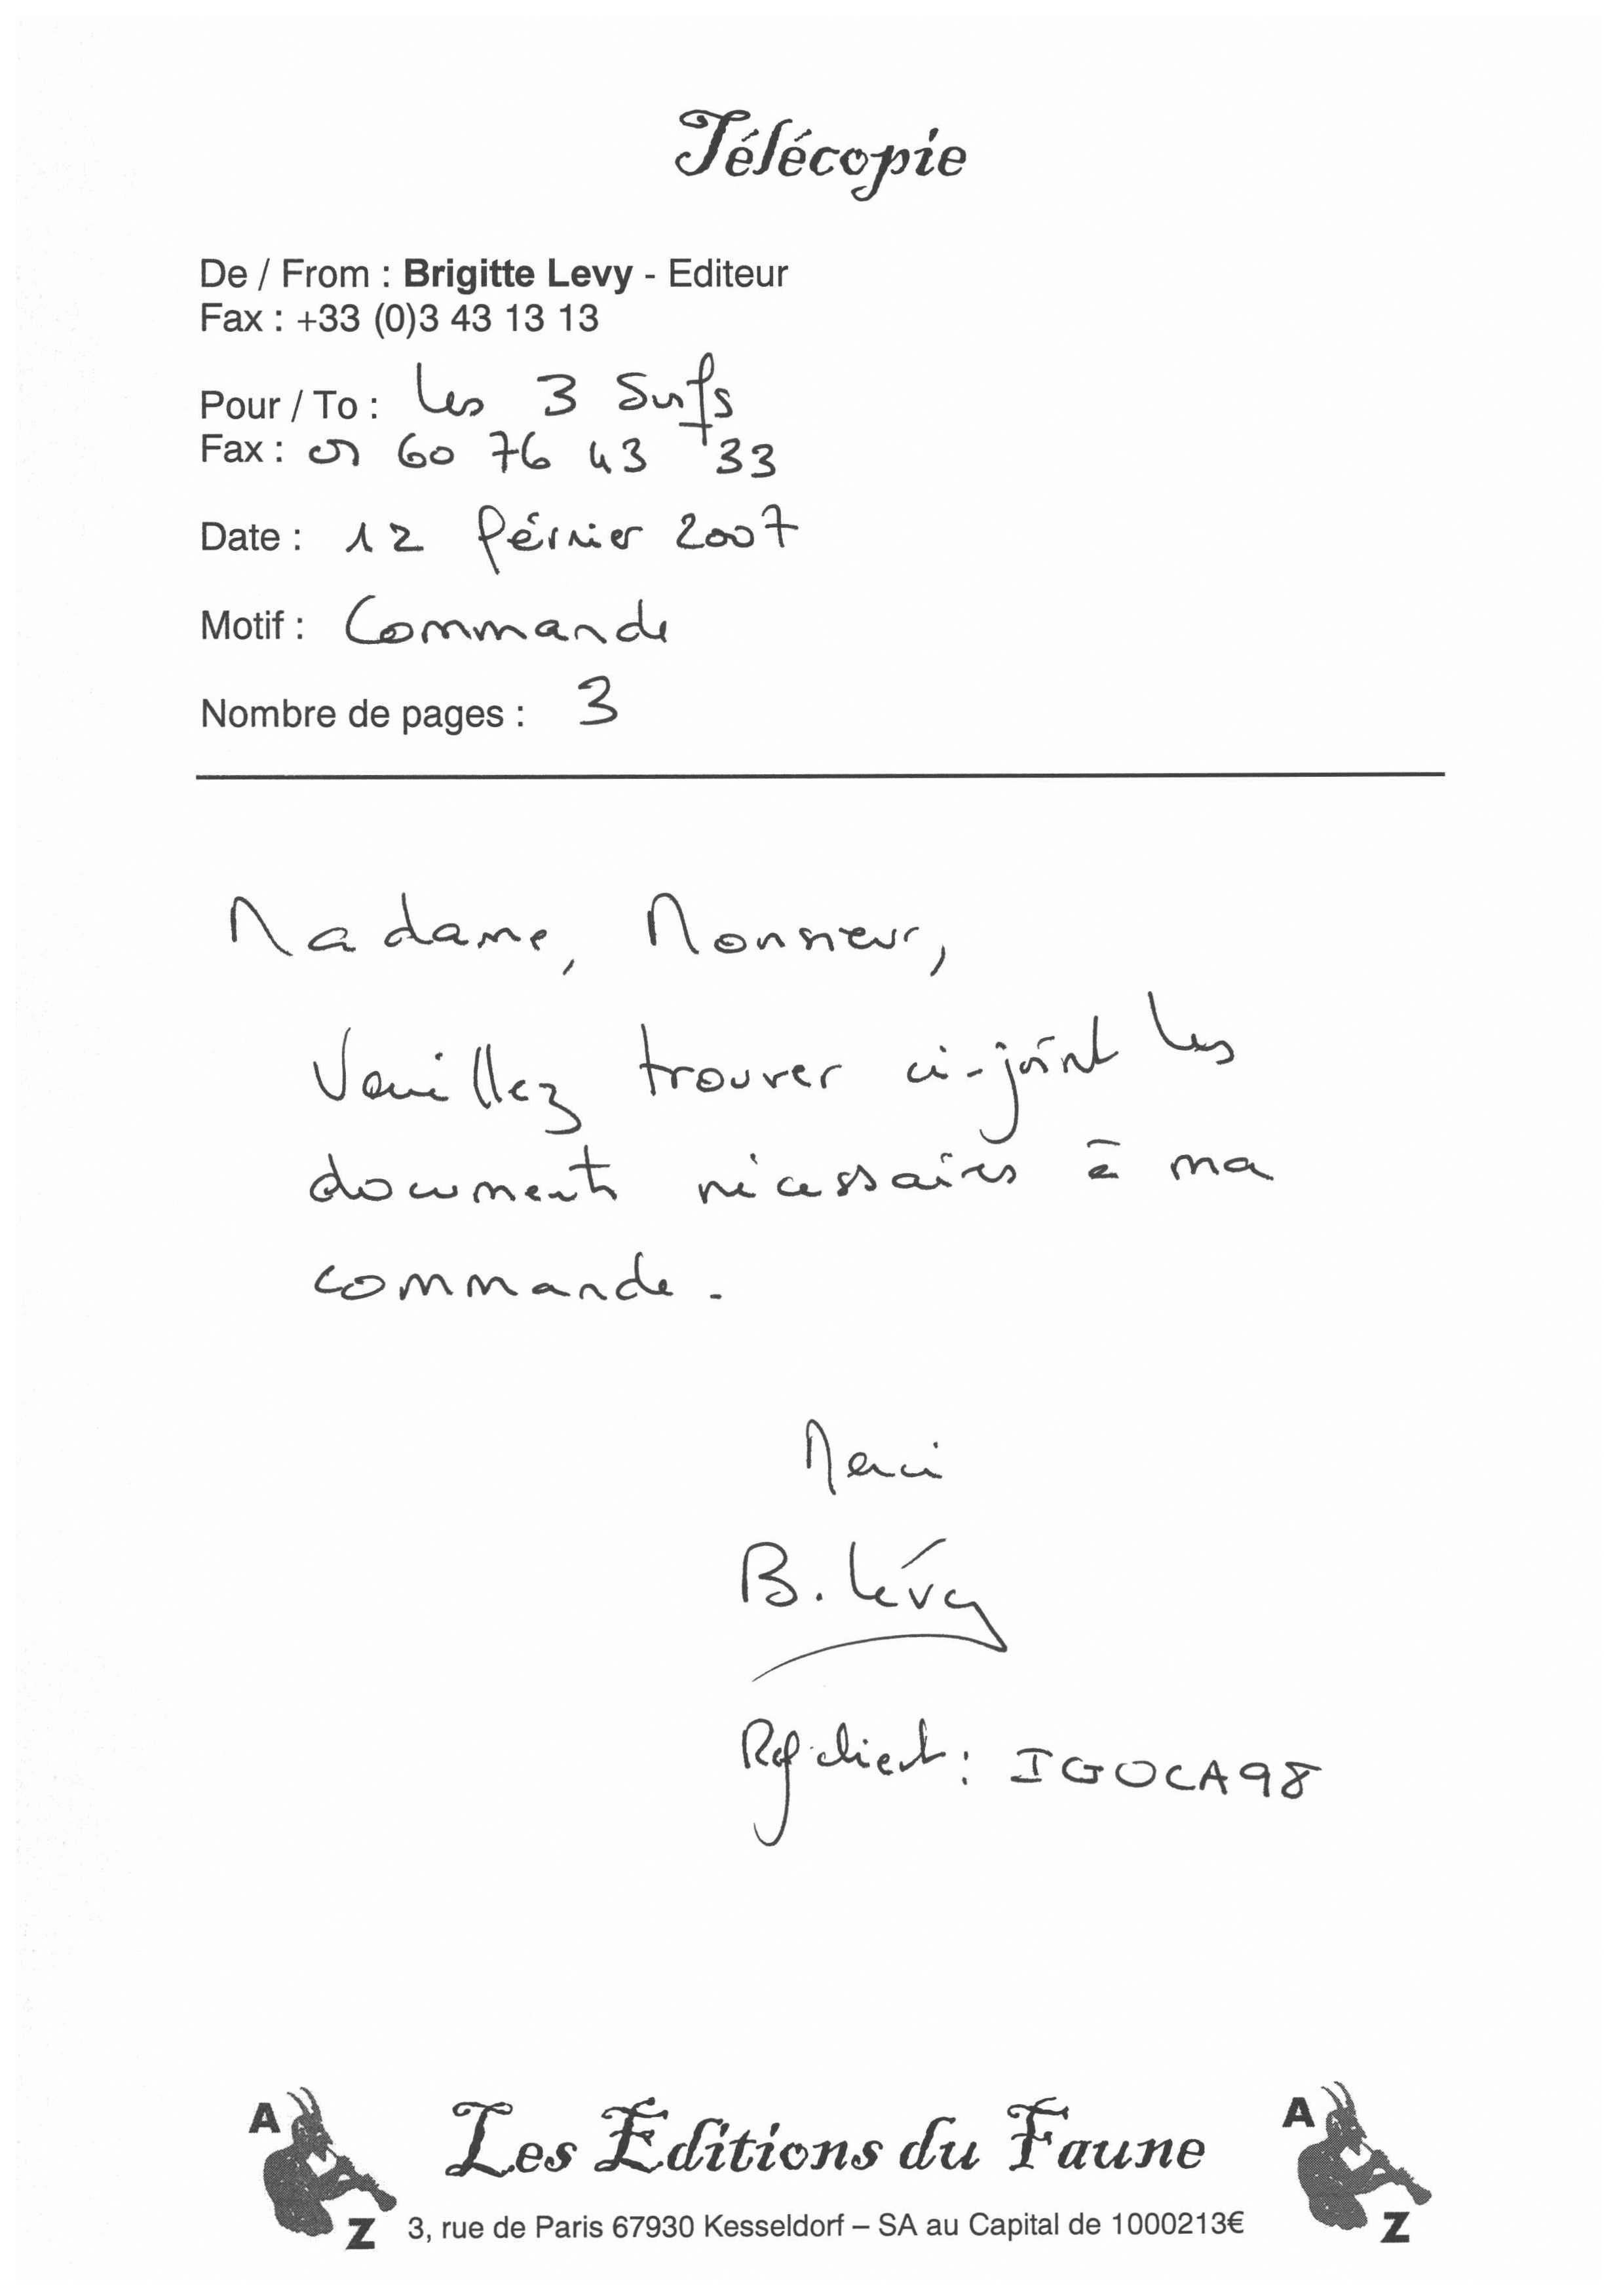 Télécopie
De / From : Brigitte Levy - Editeur
Fax : +33 (0)3 43 13 13
Pour / To : Les 3 Surfs
Fax : 05 60 76 43 33
Date : 12 février 2007
Motif : Commande
Nombre de pages : 3
Madame, Monsieur,
Veuillez trouver ci-joint les
documents nécessaires à ma
commande.
Merci
B. Lévy
Ref client : IGOCA98
A
Z
Les Editions du Faune
3, rue de Paris 67930 Kesseldorf – SA au Capital de 1000213€
A
Z